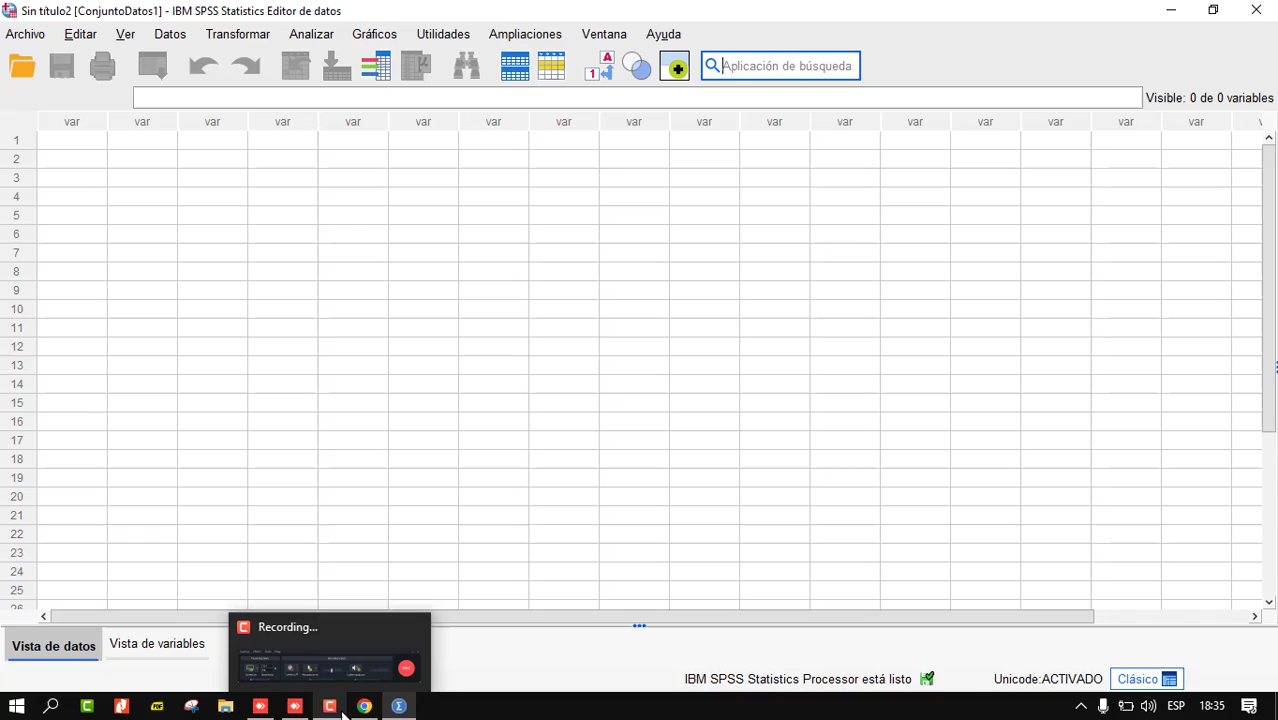 Sin título2 [ConjuntoDatos1] - IBM SPSS Statistics Editor de datos
Archivo Editar Ver Datos Transformar Analizar Gráficos Utilidades Ampliaciones Ventana Ayuda
Aplicación de búsqueda
Visible: 0 de 0 variables
var var var var var var var var var var var var var var var var var
1
2
3
4
5
6
7
8
9
10
11
12
13
14
15
16
17
18
19
20
21
22
23
24
25
26
Recording...
Vista de datos Vista de variables
IBM SPSS Statistics Processor está listo Unicode:ACTIVADO Clásico
ESP 18:35